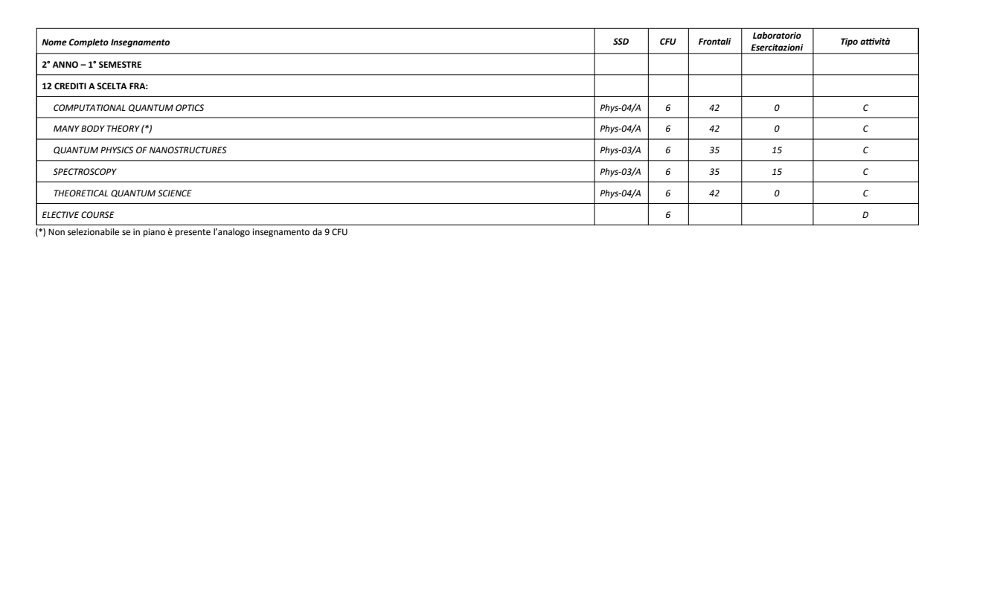 Nome Completo Insegnamento SSD CFU Frontali Laboratorio Esercitazioni Tipo attività
2° ANNO – 1° SEMESTRE
12 CREDITI A SCELTA FRA:
COMPUTATIONAL QUANTUM OPTICS Phys-04/A 6 42 0 C
MANY BODY THEORY (*) Phys-04/A 6 42 0 C
QUANTUM PHYSICS OF NANOSTRUCTURES Phys-03/A 6 35 15 C
SPECTROSCOPY Phys-03/A 6 35 15 C
THEORETICAL QUANTUM SCIENCE Phys-04/A 6 42 0 C
ELECTIVE COURSE 6 D
(*) Non selezionabile se in piano è presente l’analogo insegnamento da 9 CFU